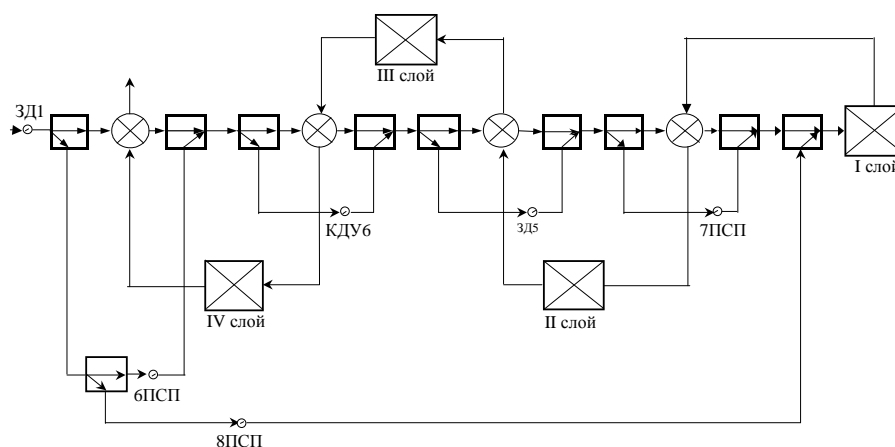 III слой
ЗД1
I слой
КДУ6
ЗД5
7ПСП
IV слой
II слой
6ПСП
8ПСП